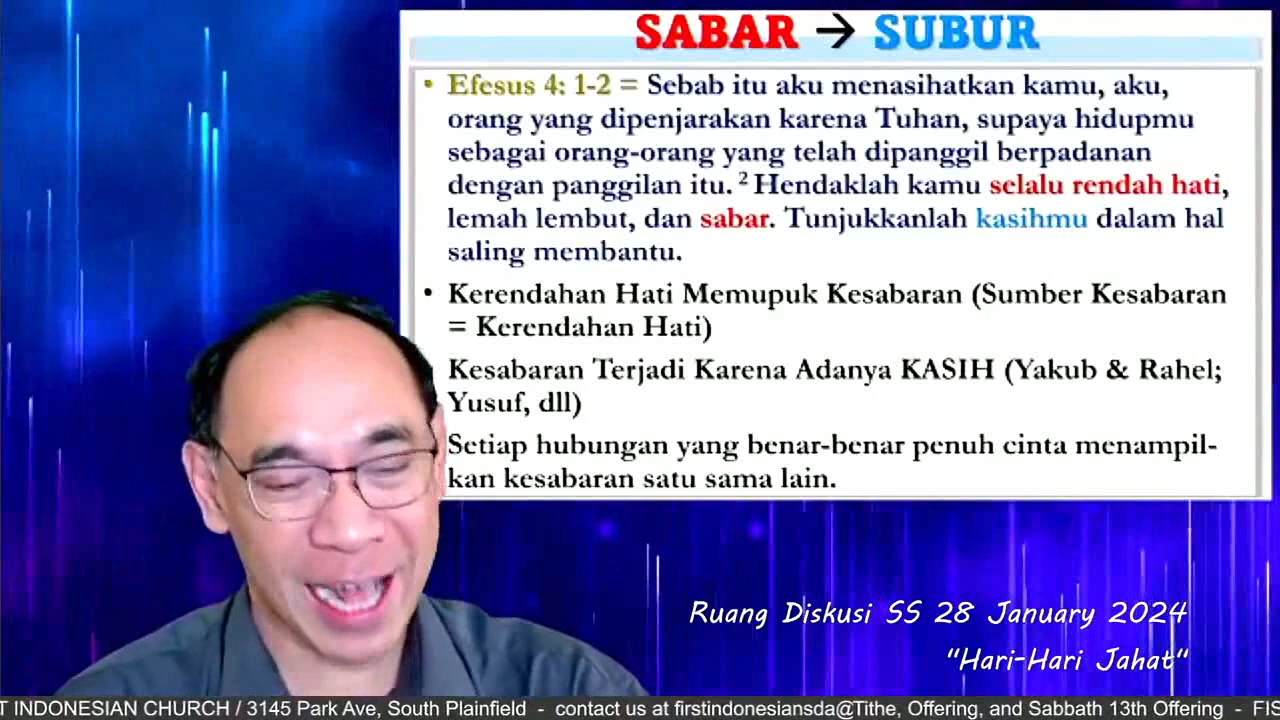 SABAR → SUBUR
• Efesus 4: 1-2 = Sebab itu aku menasihatkan kamu, aku,
orang yang dipenjarakan karena Tuhan, supaya hidupmu
sebagai orang-orang yang telah dipanggil berpadanan
dengan panggilan itu. ² Hendaklah kamu selalu rendah hati,
lemah lembut, dan sabar. Tunjukkanlah kasihmu dalam hal
saling membantu.
• Kerendahan Hati Memupuk Kesabaran (Sumber Kesabaran
= Kerendahan Hati)
Kesabaran Terjadi Karena Adanya KASIH (Yakub & Rahel;
Yusuf, dll)
Setiap hubungan yang benar-benar penuh cinta menampil-
kan kesabaran satu sama lain.
Ruang Diskusi SS 28 January 2024
"Hari-Hari Jahat"
T INDONESIAN CHURCH / 3145 Park Ave, South Plainfield - contact us at firstindonesiansda@Tithe, Offering, and Sabbath 13th Offering - FIS